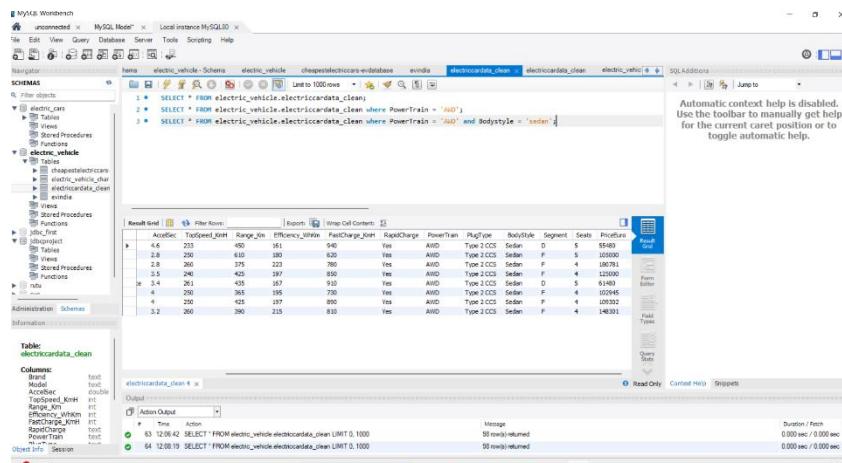 MySQL Workbench
unconnected × MySQL Model* × Local instance MySQL80 ×
File Edit View Query Database Server Tools Scripting Help
Navigator
SCHEMAS
Filter objects
electric_cars
Tables
Views
Stored Procedures
Functions
electric_vehicle
Tables
cheapestelectriccars
electric_vehicle_char
electriccardata_clean
evindia
Views
Stored Procedures
Functions
jdbc_first
jdbcproject
Tables
Views
Stored Procedures
Functions
rutu
Administration Schemas
Information
Table:
electriccardata_clean
Columns:
Brand text
Model text
AccelSec double
TopSpeed_KmH int
Range_Km int
Efficiency_WhKm int
FastCharge_KmH int
RapidCharge text
PowerTrain text
Object Info Session
hema electric_vehicle - Schema electric_vehicle cheapestelectriccars-evdatabase evindia electriccardata_clean × electriccardata_clean electric_vehic
Limit to 1000 rows
1 SELECT * FROM electric_vehicle.electriccardata_clean;
2 SELECT * FROM electric_vehicle.electriccardata_clean where PowerTrain = 'AWD';
3 SELECT * FROM electric_vehicle.electriccardata_clean where PowerTrain = 'AWD' and Bodystyle = 'sedan';
Result Grid Filter Rows: Export: Wrap Cell Content:
AccelSec TopSpeed_KmH Range_Km Efficiency_WhKm FastCharge_KmH RapidCharge PowerTrain PlugType BodyStyle Segment Seats PriceEuro
4.6 233 450 161 940 Yes AWD Type 2 CCS Sedan D 5 55480
2.8 250 610 180 620 Yes AWD Type 2 CCS Sedan F 5 105000
2.8 260 375 223 780 Yes AWD Type 2 CCS Sedan F 4 180781
3.5 240 425 197 850 Yes AWD Type 2 CCS Sedan F 4 125000
3.4 261 435 167 910 Yes AWD Type 2 CCS Sedan D 5 61480
4 250 365 195 730 Yes AWD Type 2 CCS Sedan F 4 102945
4 250 425 197 890 Yes AWD Type 2 CCS Sedan F 4 109302
3.2 260 390 215 810 Yes AWD Type 2 CCS Sedan F 4 148301
Result Grid
Form Editor
Field Types
Query Stats
electriccardata_clean 4 ×
Read Only
Output
Action Output
# Time Action Message Duration / Fetch
63 12:06:42 SELECT * FROM electric_vehicle.electriccardata_clean LIMIT 0, 1000 98 row(s) returned 0.000 sec / 0.000 sec
64 12:08:19 SELECT * FROM electric_vehicle.electriccardata_clean LIMIT 0, 1000 98 row(s) returned 0.000 sec / 0.000 sec
SQL Additions
Jump to
Automatic context help is disabled.
Use the toolbar to manually get help
for the current caret position or to
toggle automatic help.
Context Help Snippets